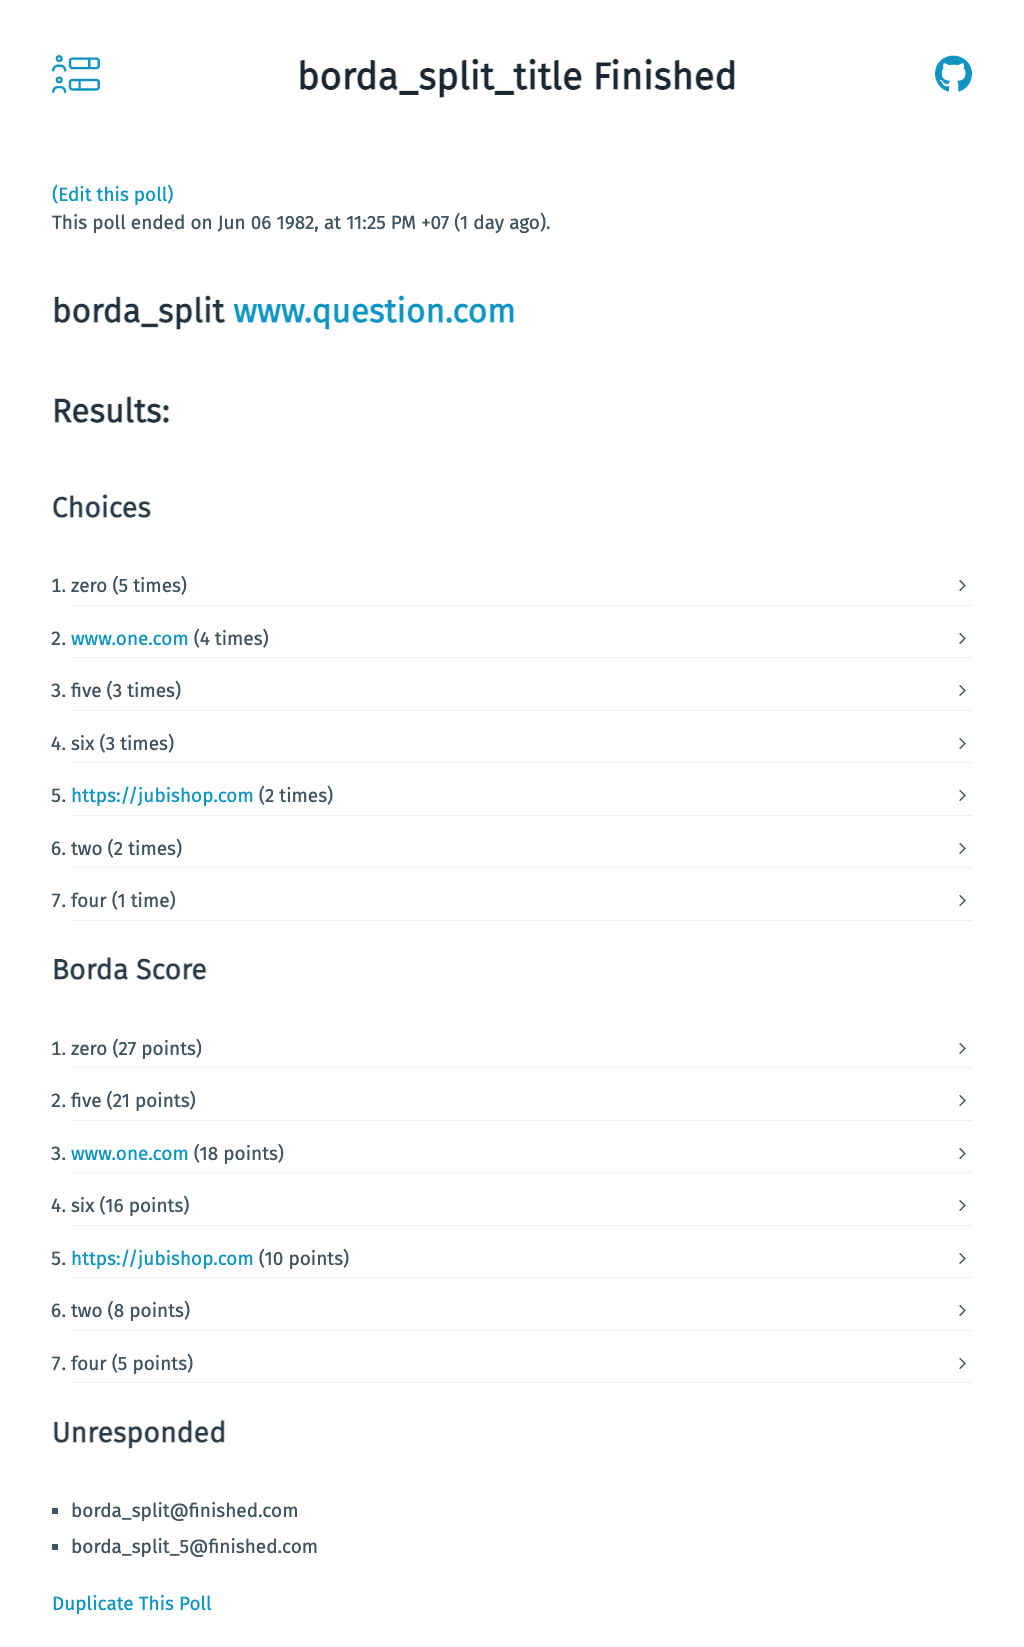 borda_split_title Finished
(Edit this poll)
This poll ended on Jun 06 1982, at 11:25 PM +07 (1 day ago).
borda_split www.question.com
Results:
Choices
1. zero (5 times)
2. www.one.com (4 times)
3. five (3 times)
4. six (3 times)
5. https://jubishop.com (2 times)
6. two (2 times)
7. four (1 time)
Borda Score
1. zero (27 points)
2. five (21 points)
3. www.one.com (18 points)
4. six (16 points)
5. https://jubishop.com (10 points)
6. two (8 points)
7. four (5 points)
Unresponded
▪ borda_split@finished.com
▪ borda_split_5@finished.com
Duplicate This Poll